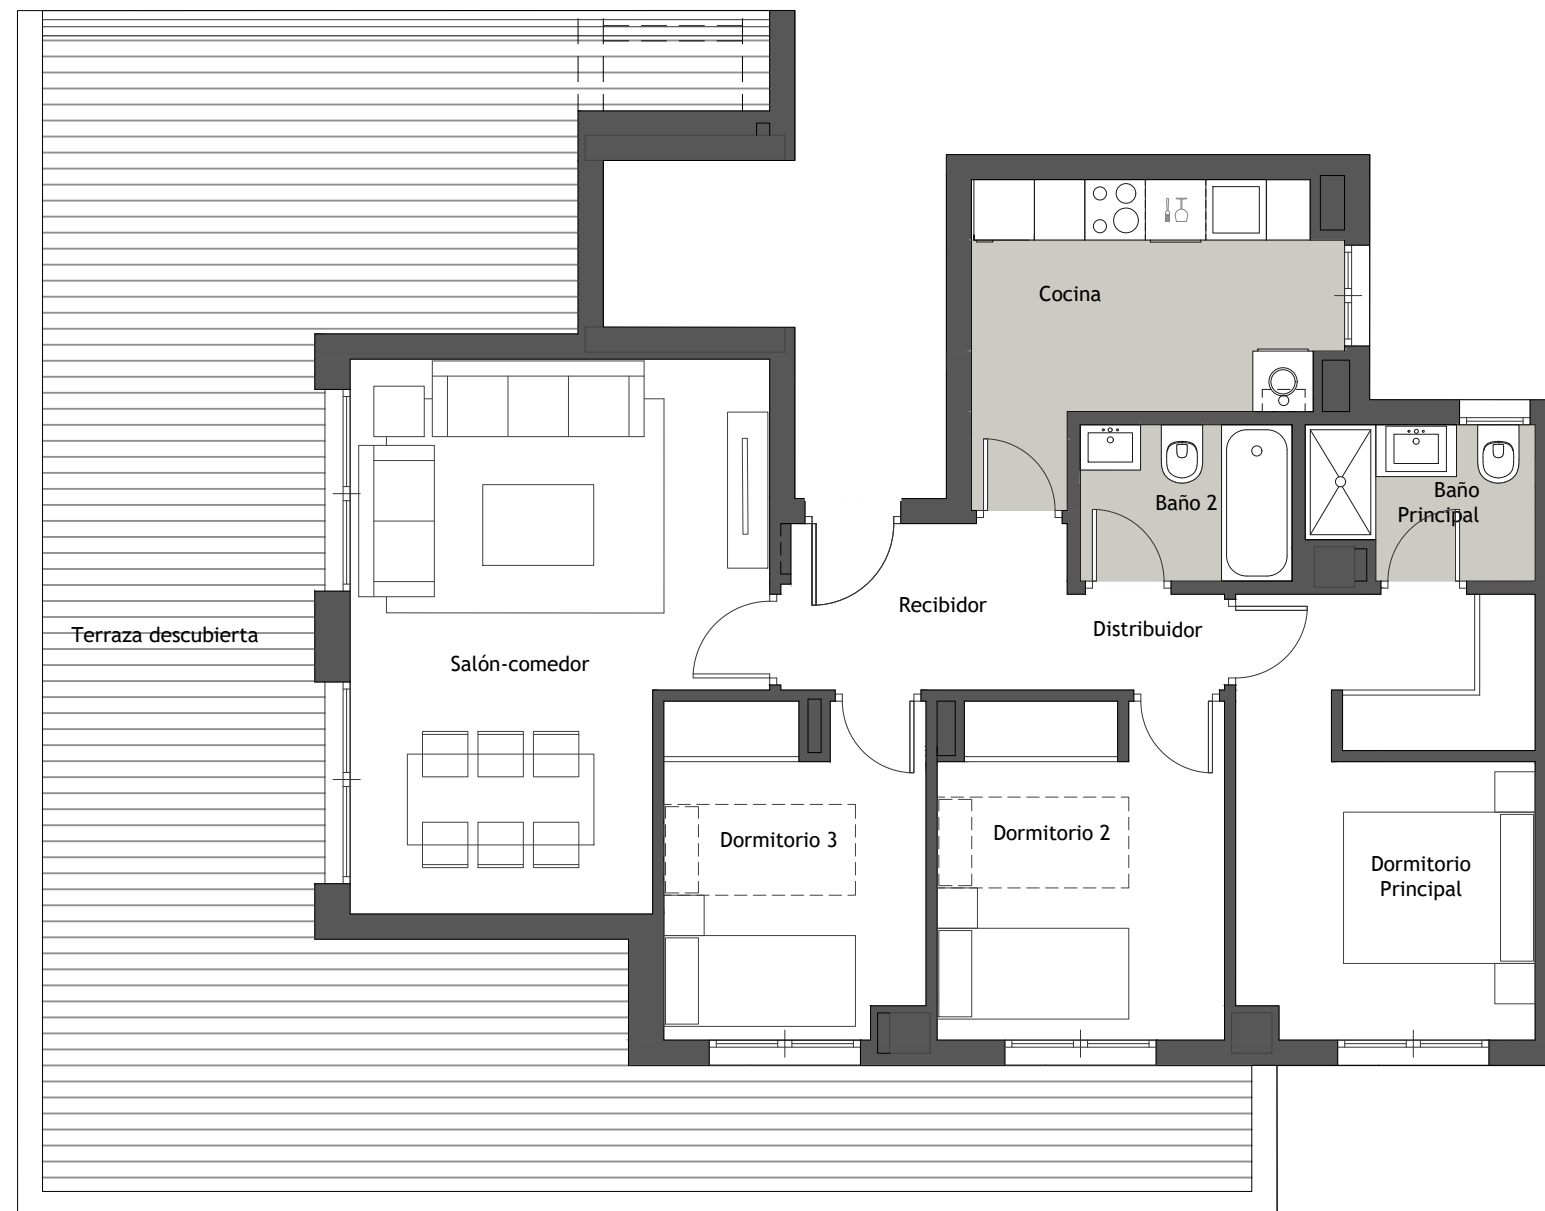 Cocina
Baño
Principal
Baño 2
Recibidor
Distribuidor
Terraza descubierta
Salón-comedor
Dormitorio 3
Dormitorio 2
Dormitorio
Principal